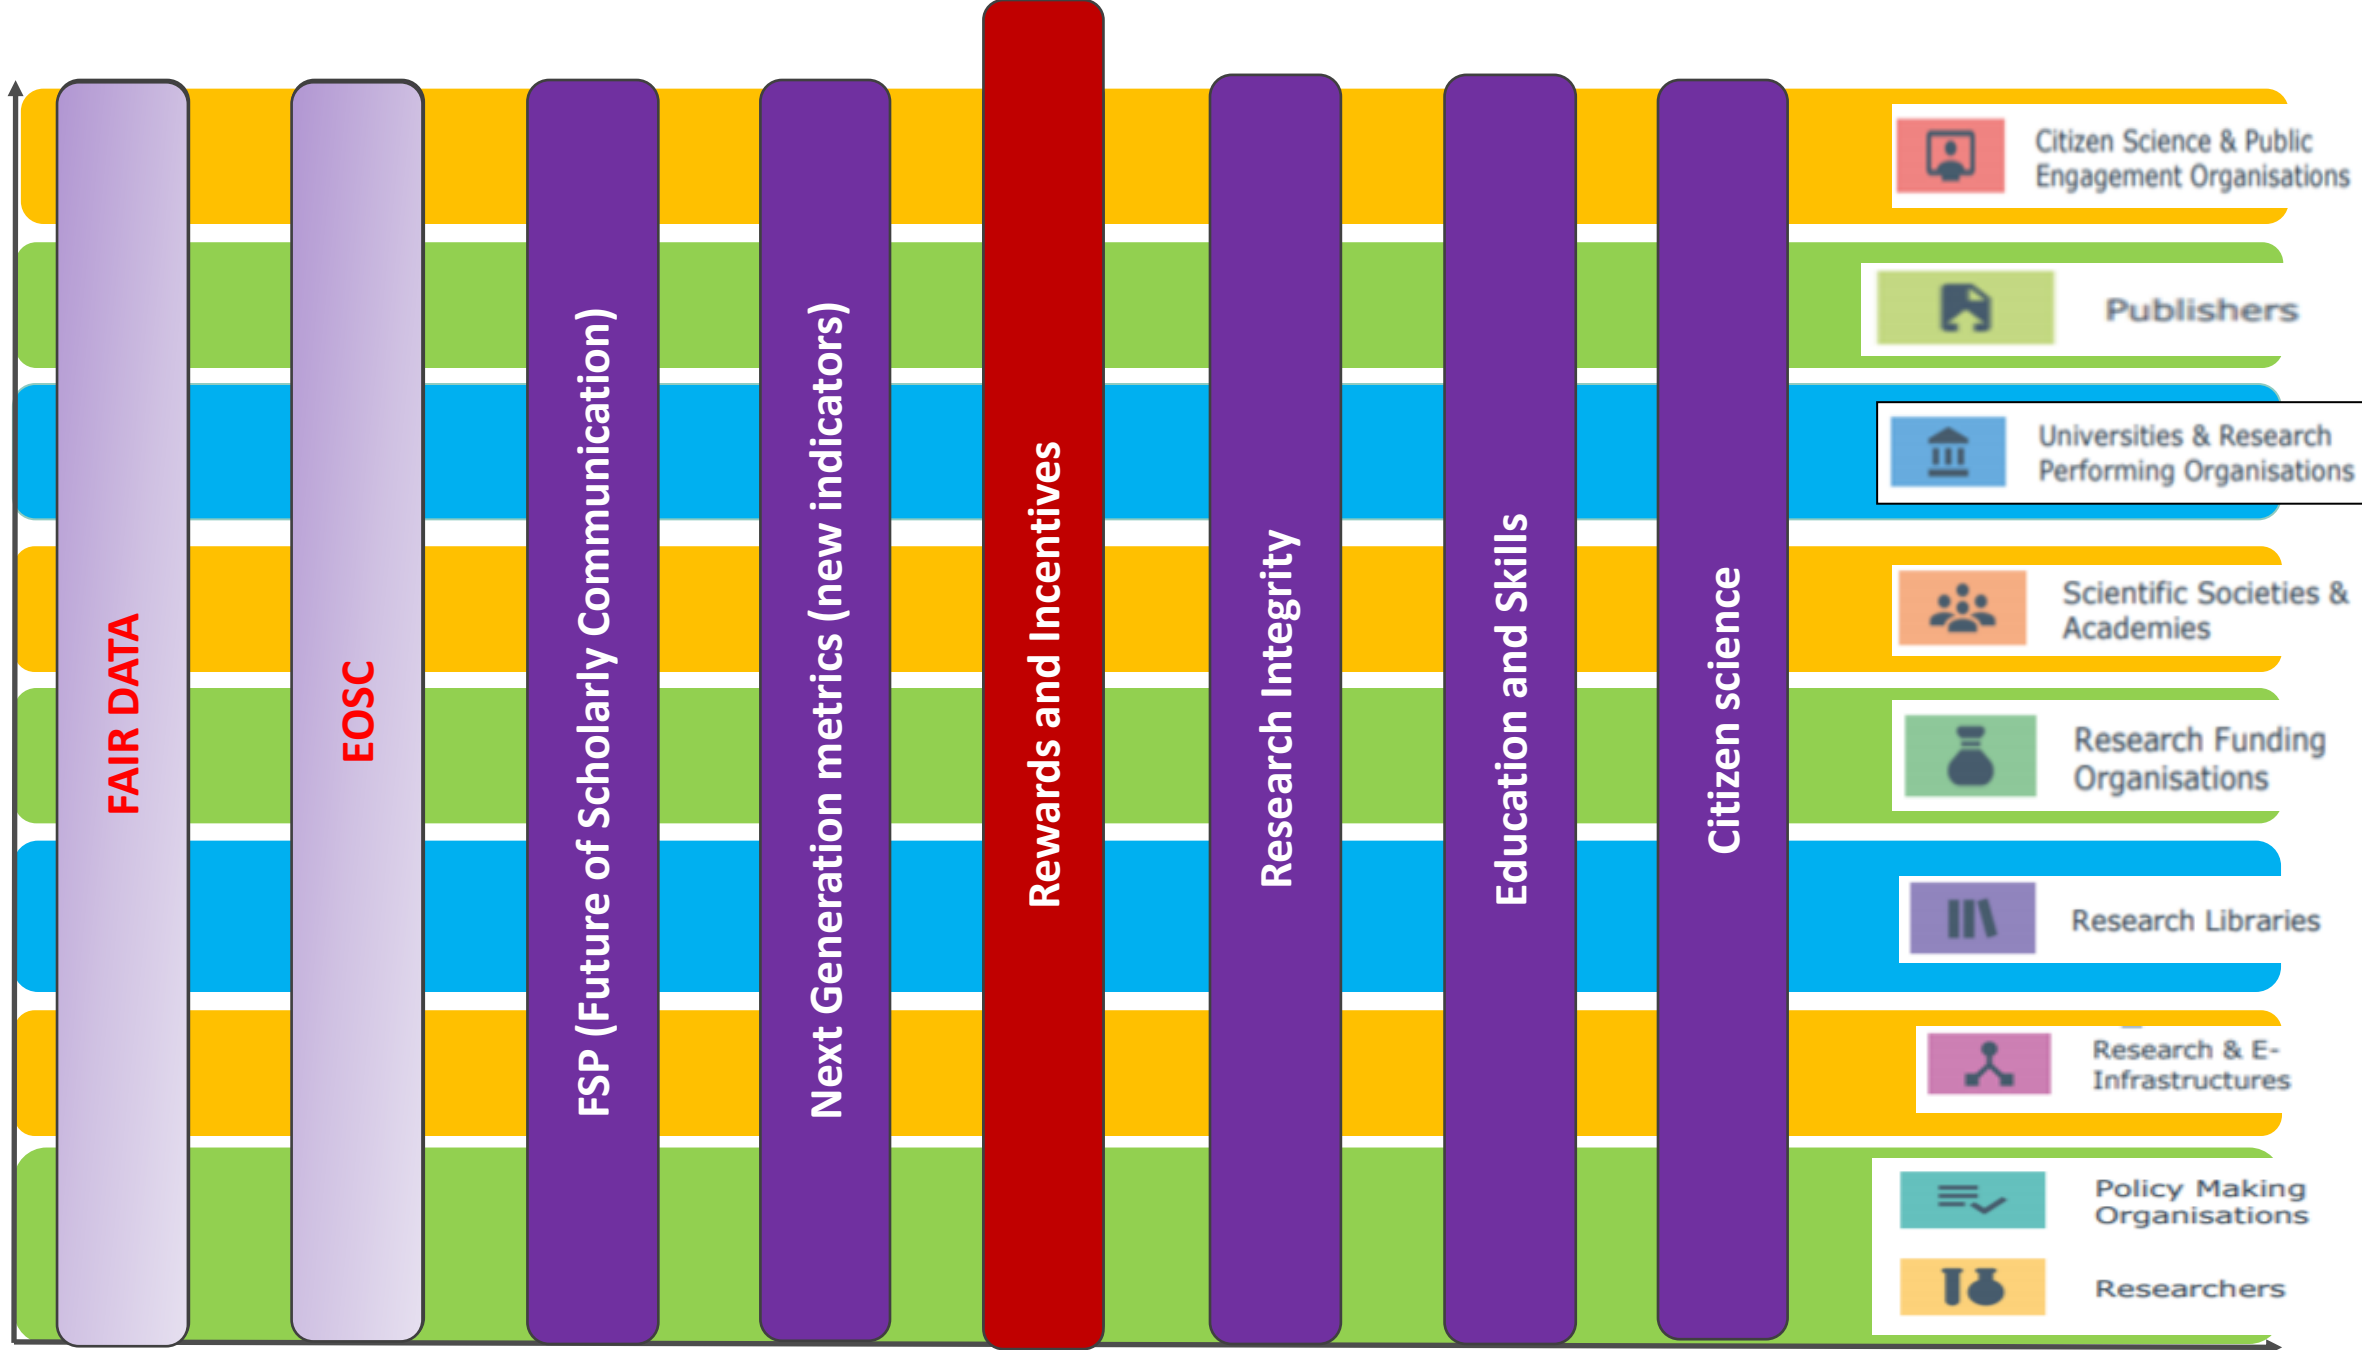 FAIR DATA
EOSC
FSP (Future of Scholarly Communication)
Next Generation metrics (new indicators)
Rewards and Incentives
Research Integrity
Education and Skills
Citizen science
Citizen Science & Public
Engagement Organisations
Publishers
Universities & Research
Performing Organisations
Scientific Societies &
Academies
Research Funding
Organisations
Research Libraries
Research & E-
Infrastructures
Policy Making
Organisations
Researchers